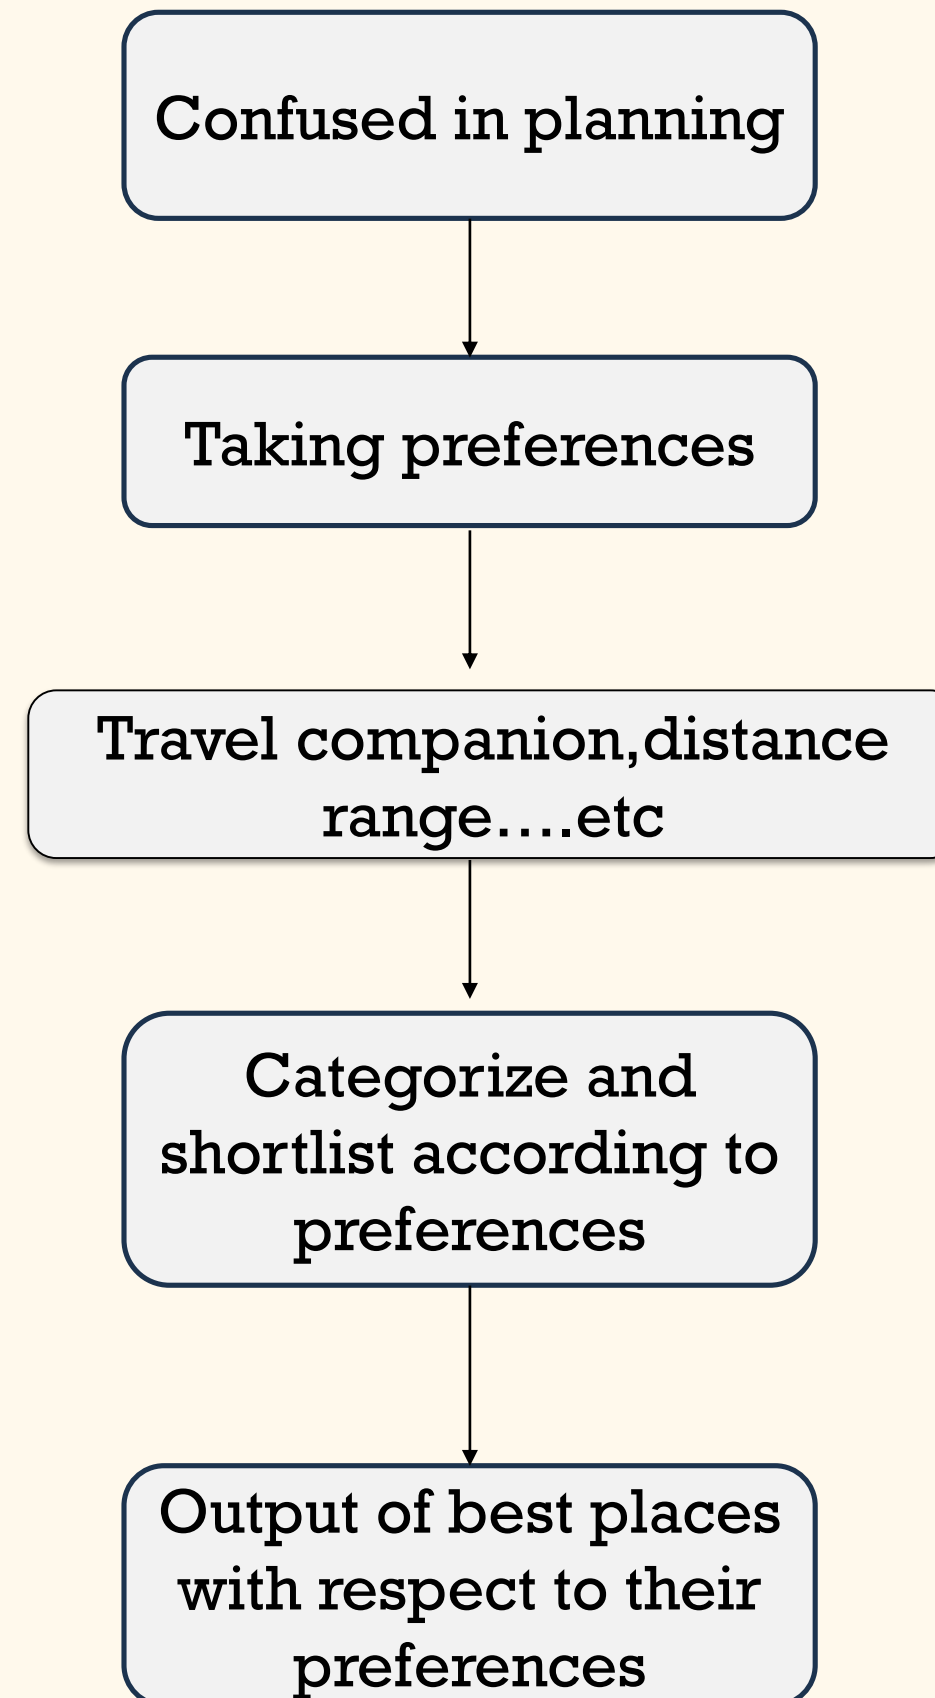 Confused in planning
Taking preferences
Travel companion,distance
range....etc
Categorize and
shortlist according to
preferences
Output of best places
with respect to their
preferences